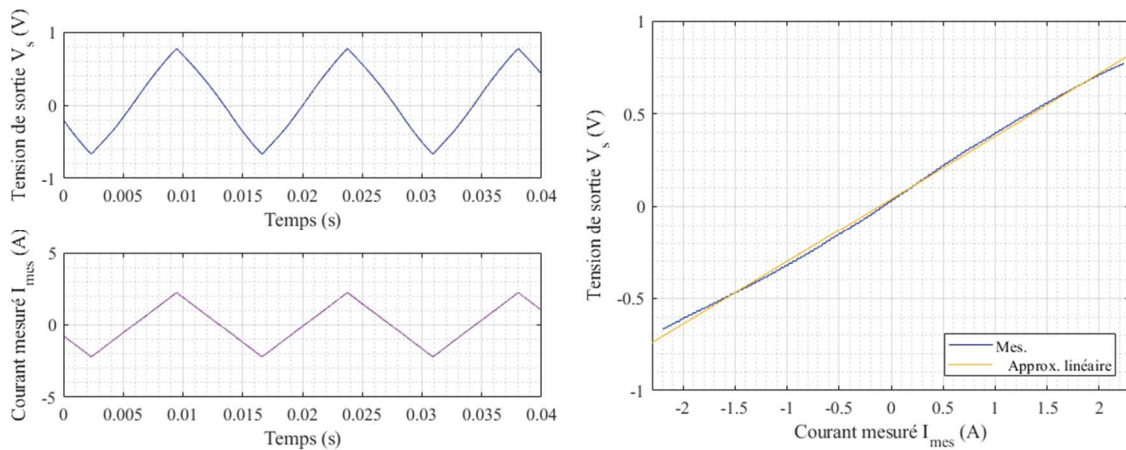 Tension de sortie V_s (V)
1
0
-1
0 0.005 0.01 0.015 0.02 0.025 0.03 0.035 0.04
Temps (s)
Courant mesuré I_mes (A)
5
0
-5
0 0.005 0.01 0.015 0.02 0.025 0.03 0.035 0.04
Temps (s)
Tension de sortie V_s (V)
1
0.5
0
-0.5
-1
-2 -1.5 -1 -0.5 0 0.5 1 1.5 2
Courant mesuré I_mes (A)
Mes.
Approx. linéaire